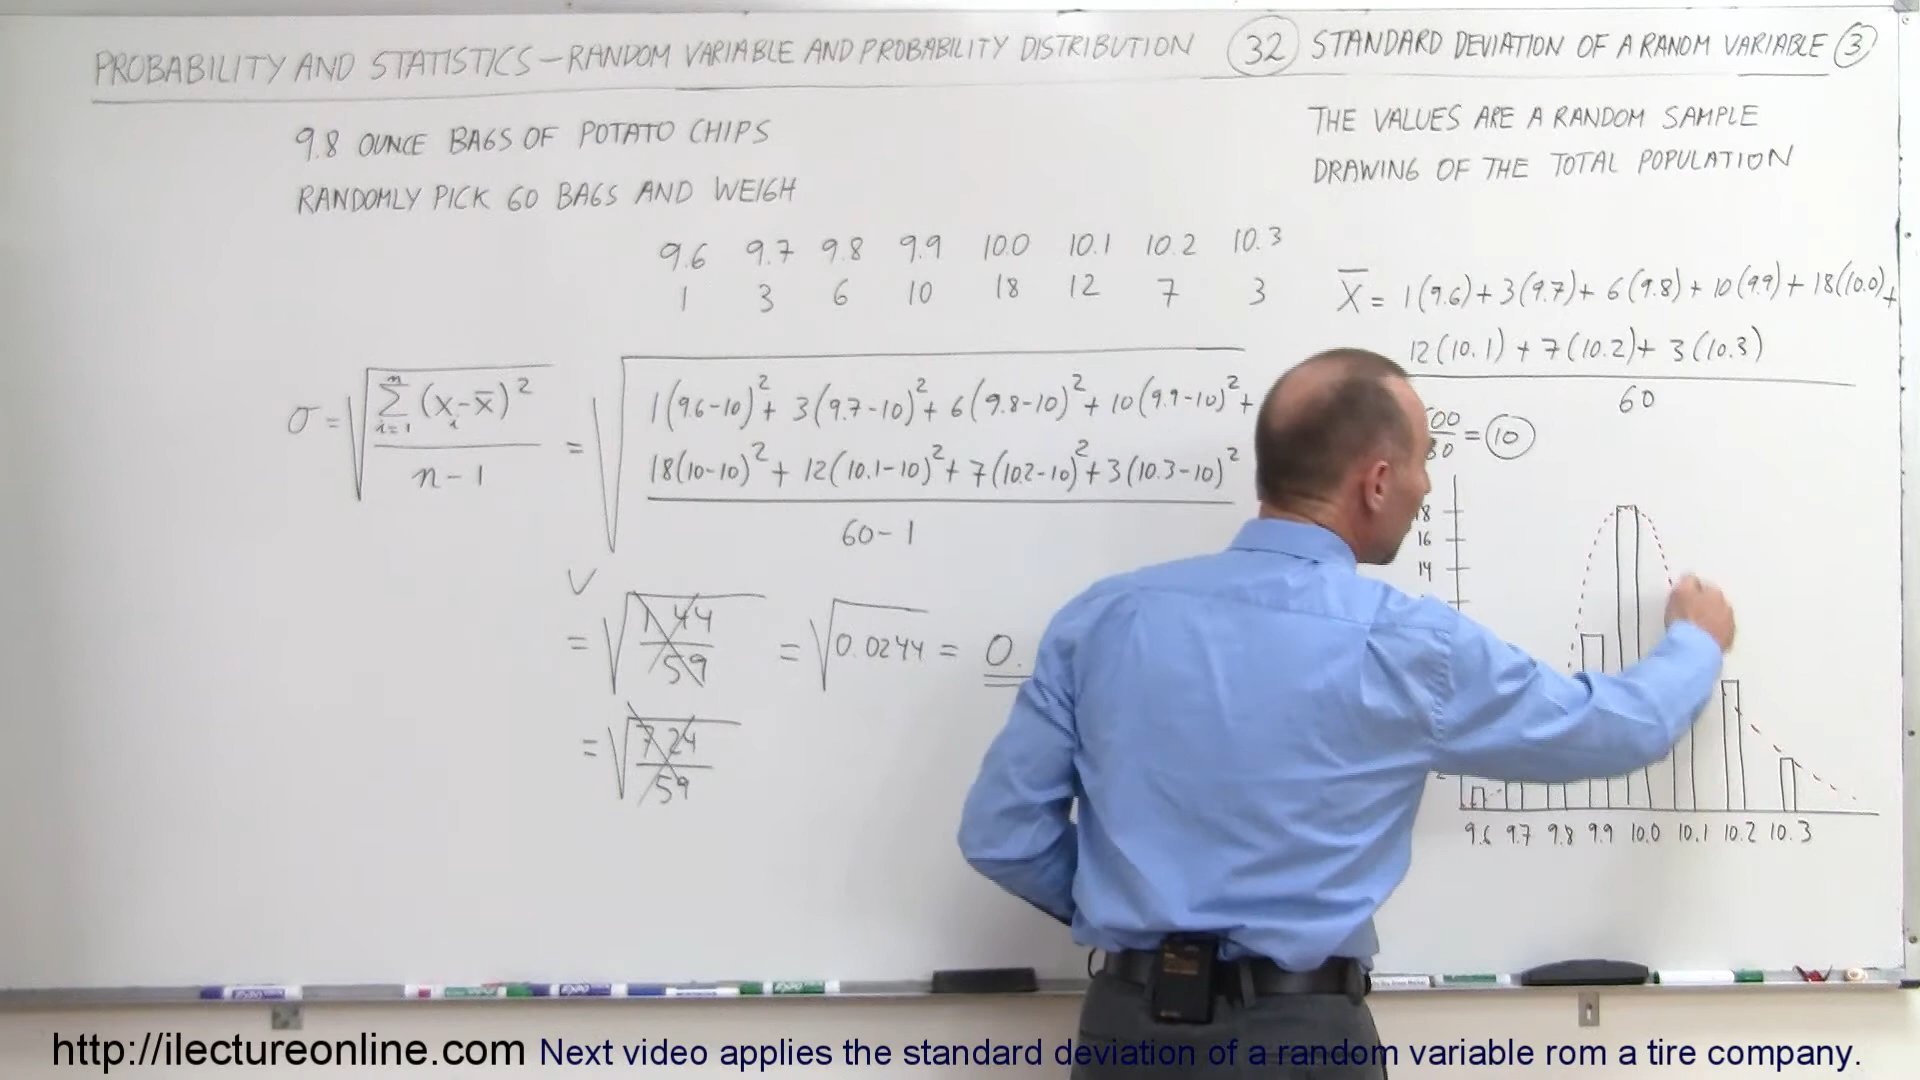 PROBABILITY AND STATISTICS – RANDOM VARIABLE AND PROBABILITY DISTRIBUTION 32 STANDARD DEVIATION OF A RANOM VARIABLE 3
9.8 OUNCE BAGS OF POTATO CHIPS
RANDOMLY PICK 60 BAGS AND WEIGH
THE VALUES ARE A RANDOM SAMPLE
DRAWING OF THE TOTAL POPULATION
9.6 9.7 9.8 9.9 10.0 10.1 10.2 10.3
1 3 6 10 18 12 7 3
X̄ = 1(9.6)+3(9.7)+6(9.8)+10(9.9)+18(10.0)+
12(10.1)+7(10.2)+3(10.3)
60
= 10
σ = √ Σ n i=1 (xᵢ-x̄)²
n-1
= √ 1(9.6-10)²+3(9.7-10)²+6(9.8-10)²+10(9.9-10)²+
18(10-10)²+12(10.1-10)²+7(10.2-10)²+3(10.3-10)²
60-1
= √ 1.44
59
= √0.0244 = 0.
= √ 7.24
59
18
16
14
2
9.6 9.7 9.8 9.9 10.0 10.1 10.2 10.3
http://ilectureonline.com Next video applies the standard deviation of a random variable rom a tire company.